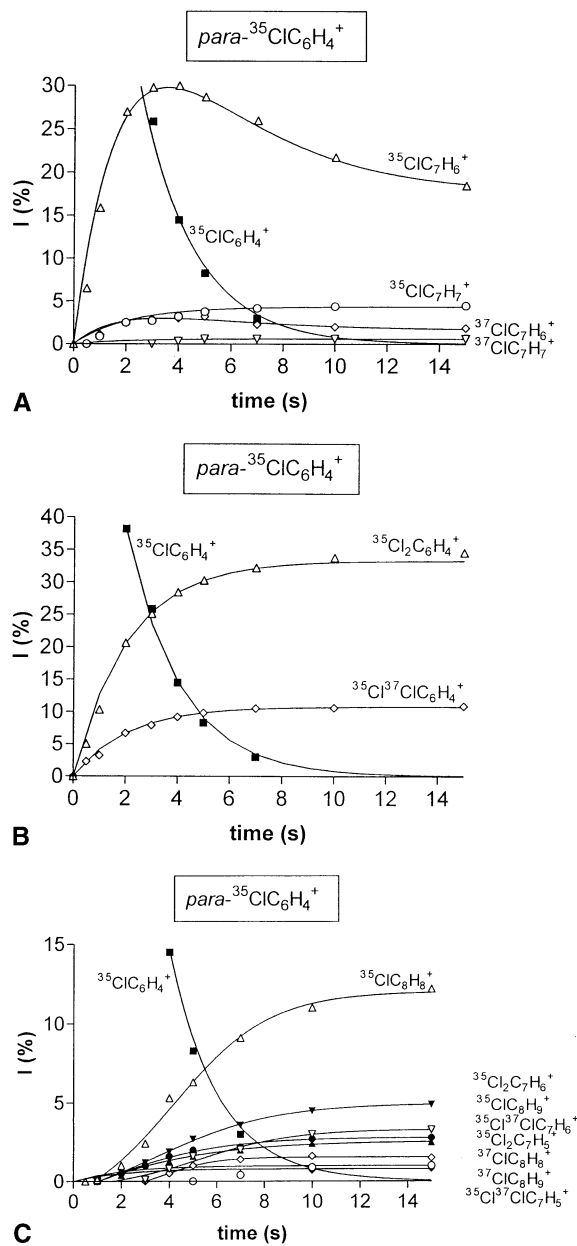 para-³⁵ClC₆H₄⁺
30
25
20
15
10
5
0
I (%)
³⁵ClC₇H₆⁺
³⁵ClC₆H₄⁺
³⁵ClC₇H₇⁺
³⁷ClC₇H₆⁺
³⁷ClC₇H₇⁺
0 2 4 6 8 10 12 14
time (s)
A
para-³⁵ClC₆H₄⁺
40
35
30
25
20
15
10
5
0
I (%)
³⁵ClC₆H₄⁺
³⁵Cl₂C₆H₄⁺
³⁵Cl³⁷ClC₆H₄⁺
0 2 4 6 8 10 12 14
time (s)
B
para-³⁵ClC₆H₄⁺
15
10
5
0
I (%)
³⁵ClC₆H₄⁺
³⁵ClC₈H₈⁺
³⁵Cl₂C₇H₆⁺
³⁵ClC₈H₉⁺
³⁵Cl³⁷ClC₇H₆⁺
³⁵Cl₂C₇H₅⁺
³⁷ClC₈H₈⁺
³⁷ClC₈H₉⁺
³⁵Cl³⁷ClC₇H₅⁺
0 2 4 6 8 10 12 14
time (s)
C